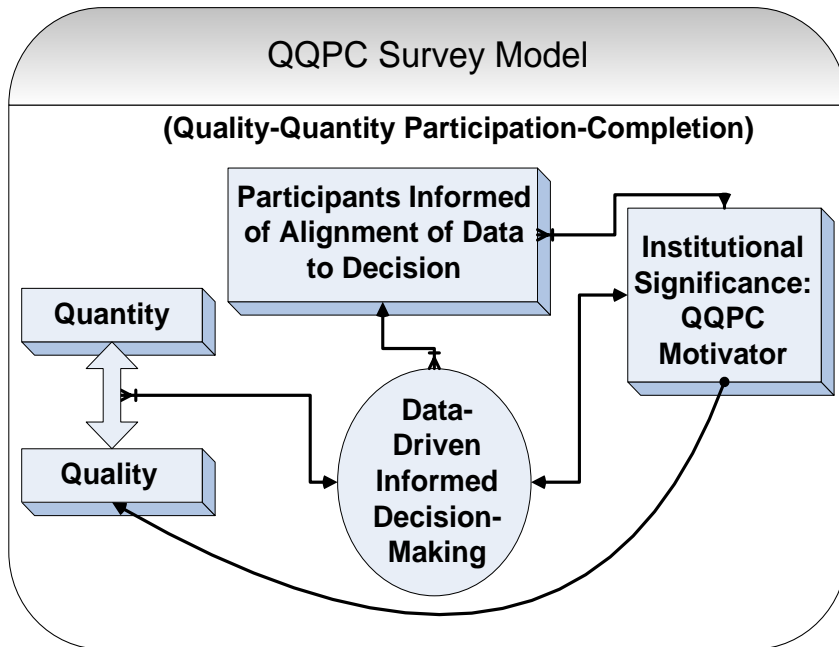 QQPC Survey Model
(Quality-Quantity Participation-Completion)
Participants Informed
of Alignment of Data
to Decision
Institutional
Significance:
QQPC
Motivator
Quantity
Quality
Data-
Driven
Informed
Decision-
Making